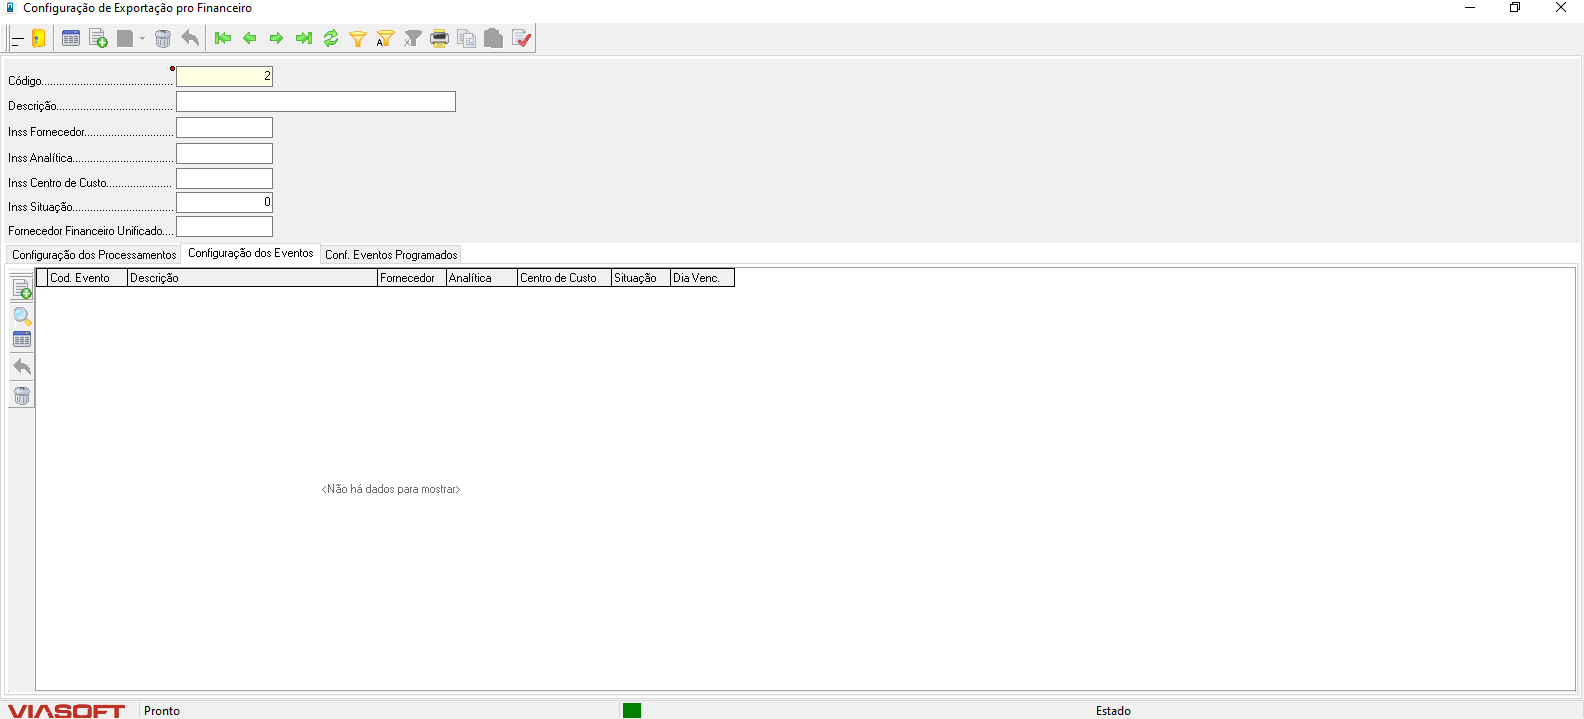 Configuração de Exportação pro Financeiro
A
Código............................................ 2
Descrição.......................................
Inss Fornecedor..............................
Inss Analítica..................................
Inss Centro de Custo......................
Inss Situação.................................. 0
Fornecedor Financeiro Unificado....
Configuração dos Processamentos Configuração dos Eventos Conf. Eventos Programados
Cod. Evento Descrição Fornecedor Analítica Centro de Custo Situação Dia Venc.
<Não há dados para mostrar>
VIASOFT Pronto Estado